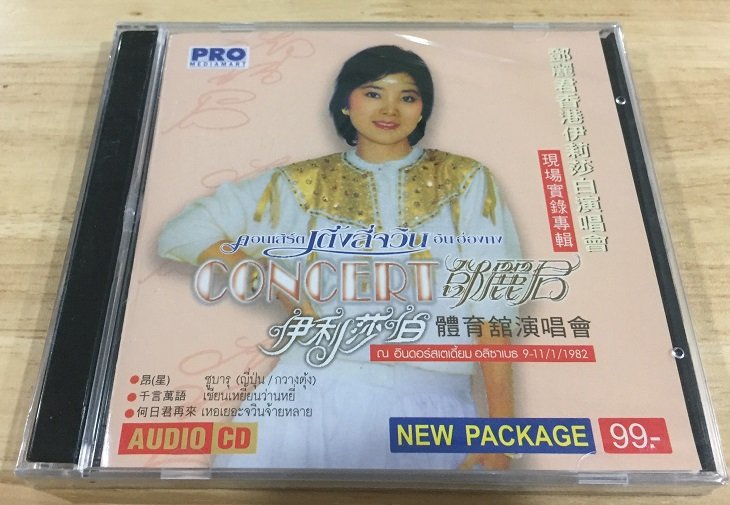 PRO
MEDIAMART
鄧麗君香港伊莉莎白演唱會
現場實錄專輯
คอนเสิร์ต เติ้งลี่จวิน อิน ฮ่องกง
CONCERT 鄧麗君
伊利莎伯 體育舘演唱會
ณ อินดอร์สเตเดี้ยม อลิซาเบธ 9-11/1/1982
● 昂(星) ซูบารุ (ญี่ปุ่น/กวางตุ้ง)
● 千言萬語 เชียนเหยี่ยนว่านหยี่
● 何日君再來 เหอเยอะจวินจ้ายหลาย
AUDIO CD
NEW PACKAGE
99.-